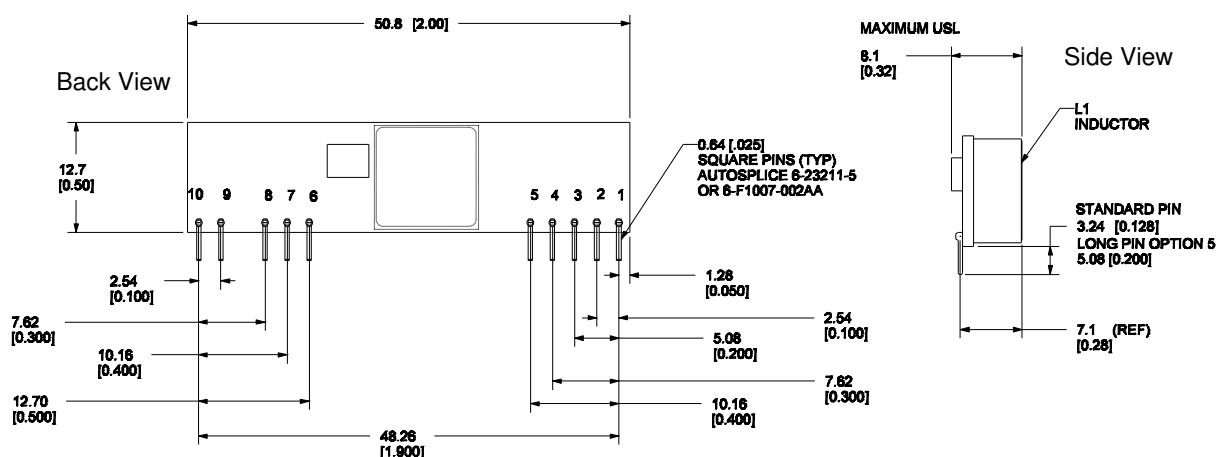 50.8 [2.00]
Back View
12.7
[0.50]
10 9 8 7 6 5 4 3 2 1
0.64 [.025]
SQUARE PINS (TYP)
AUTOSPLICE 6-23211-5
OR 6-F1007-002AA
2.54
[0.100]
7.62
[0.300]
10.16
[0.400]
12.70
[0.500]
48.26
[1.900]
1.28
[0.050]
2.54
[0.100]
5.08
[0.200]
7.62
[0.300]
10.16
[0.400]
MAXIMUM USL
8.1
[0.32]
Side View
L1
INDUCTOR
STANDARD PIN
3.24 [0.128]
LONG PIN OPTION 5
5.08 [0.200]
7.1 (REF)
[0.28]